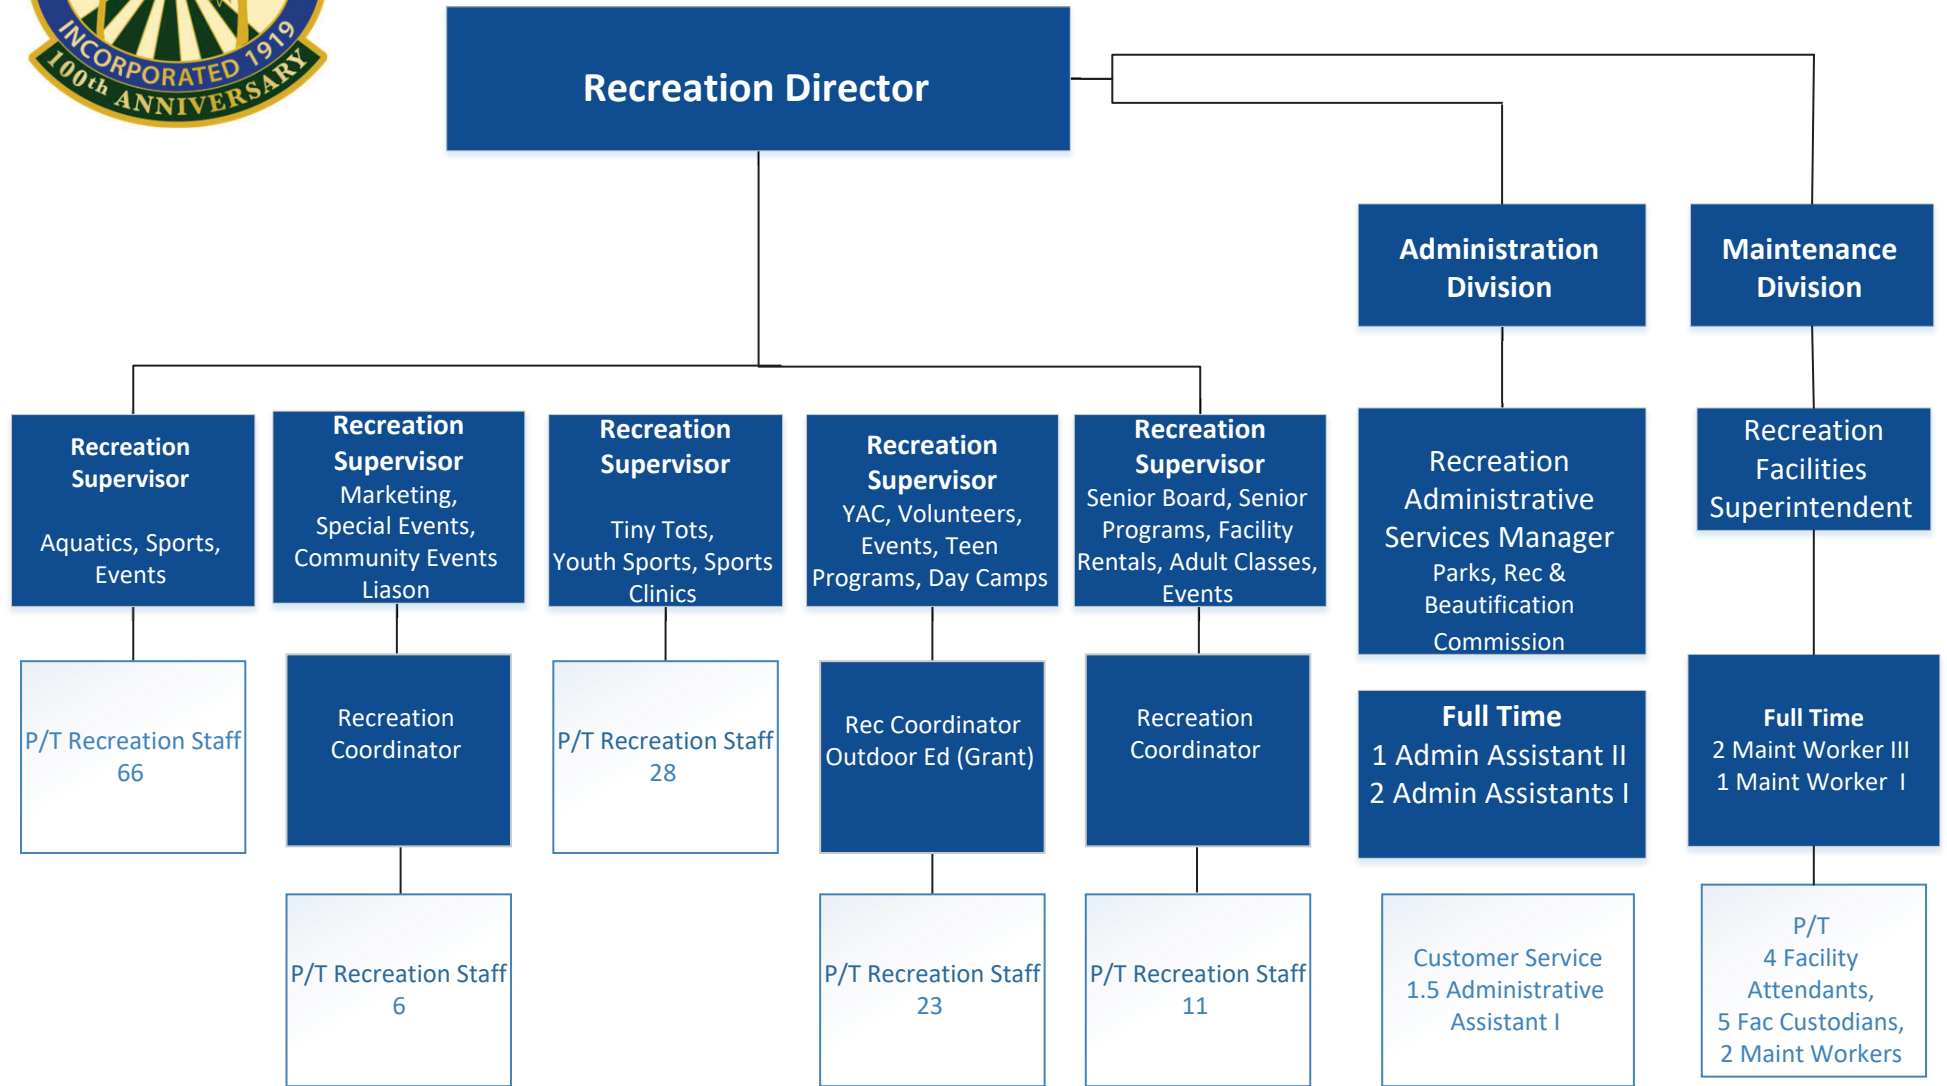 INCORPORATED 1919
100th ANNIVERSARY
Recreation Director
Administration
Division
Maintenance
Division
Recreation
Supervisor
Aquatics, Sports,
Events
Recreation
Supervisor
Marketing,
Special Events,
Community Events
Liason
Recreation
Supervisor
Tiny Tots,
Youth Sports, Sports
Clinics
Recreation
Supervisor
YAC, Volunteers,
Events, Teen
Programs, Day Camps
Recreation
Supervisor
Senior Board, Senior
Programs, Facility
Rentals, Adult Classes,
Events
Recreation
Administrative
Services Manager
Parks, Rec &
Beautification
Commission
Recreation
Facilities
Superintendent
P/T Recreation Staff
66
Recreation
Coordinator
P/T Recreation Staff
28
Rec Coordinator
Outdoor Ed (Grant)
Recreation
Coordinator
Full Time
1 Admin Assistant II
2 Admin Assistants I
Full Time
2 Maint Worker III
1 Maint Worker I
P/T Recreation Staff
6
P/T Recreation Staff
23
P/T Recreation Staff
11
Customer Service
1.5 Administrative
Assistant I
P/T
4 Facility
Attendants,
5 Fac Custodians,
2 Maint Workers